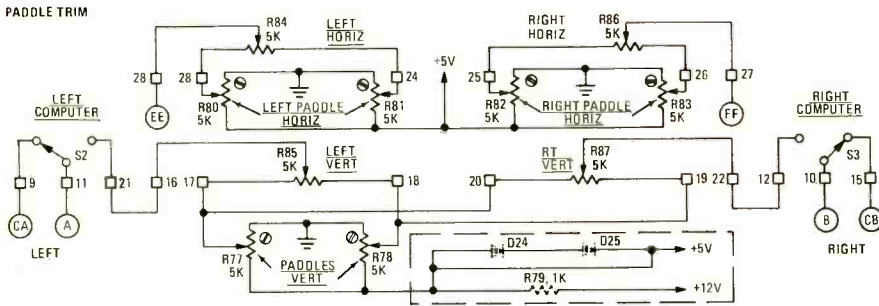 PADDLE TRIM
R84
5K
LEFT
HORIZ
RIGHT
HORIZ
R86
5K
+5V
28
28
24
25
26
27
EE
R80
5K
LEFT PADDLE
HORIZ
R81
5K
R82
5K
RIGHT PADDLE
HORIZ
R83
5K
FF
LEFT
COMPUTER
RIGHT
COMPUTER
S2
R85
5K
LEFT
VERT
RT
VERT
R87
5K
S3
9
11
21
16
17
18
20
19
22
12
10
15
CA
A
B
CB
LEFT
RIGHT
R77
5K
PADDLES
VERT
R78
5K
D24
D25
+5V
R79, 1K
+12V